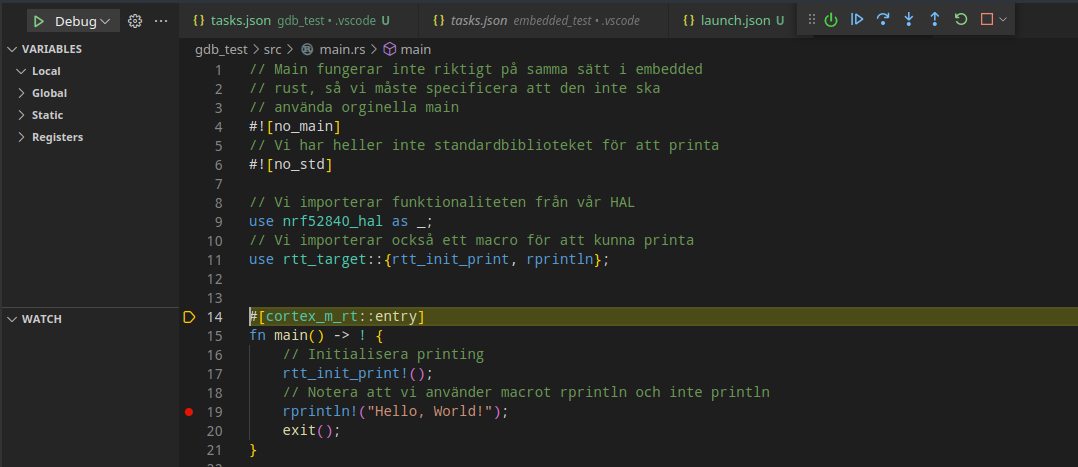 Debug
tasks.json gdb_test • .vscode U
tasks.json embedded_test • .vscode
launch.json U
VARIABLES
Local
Global
Static
Registers
WATCH
gdb_test > src > main.rs > main
1 // Main fungerar inte riktigt på samma sätt i embedded
2 // rust, så vi måste specificera att den inte ska
3 // använda orginella main
4 #![no_main]
5 // Vi har heller inte standardbiblioteket för att printa
6 #![no_std]
7
8 // Vi importerar funktionaliteten från vår HAL
9 use nrf52840_hal as _;
10 // Vi importerar också ett macro för att kunna printa
11 use rtt_target::{rtt_init_print, rprintln};
12
13
14 #[cortex_m_rt::entry]
15 fn main() -> ! {
16 // Initialisera printing
17 rtt_init_print!();
18 // Notera att vi använder macrot rprintln och inte println
19 rprintln!("Hello, World!");
20 exit();
21 }